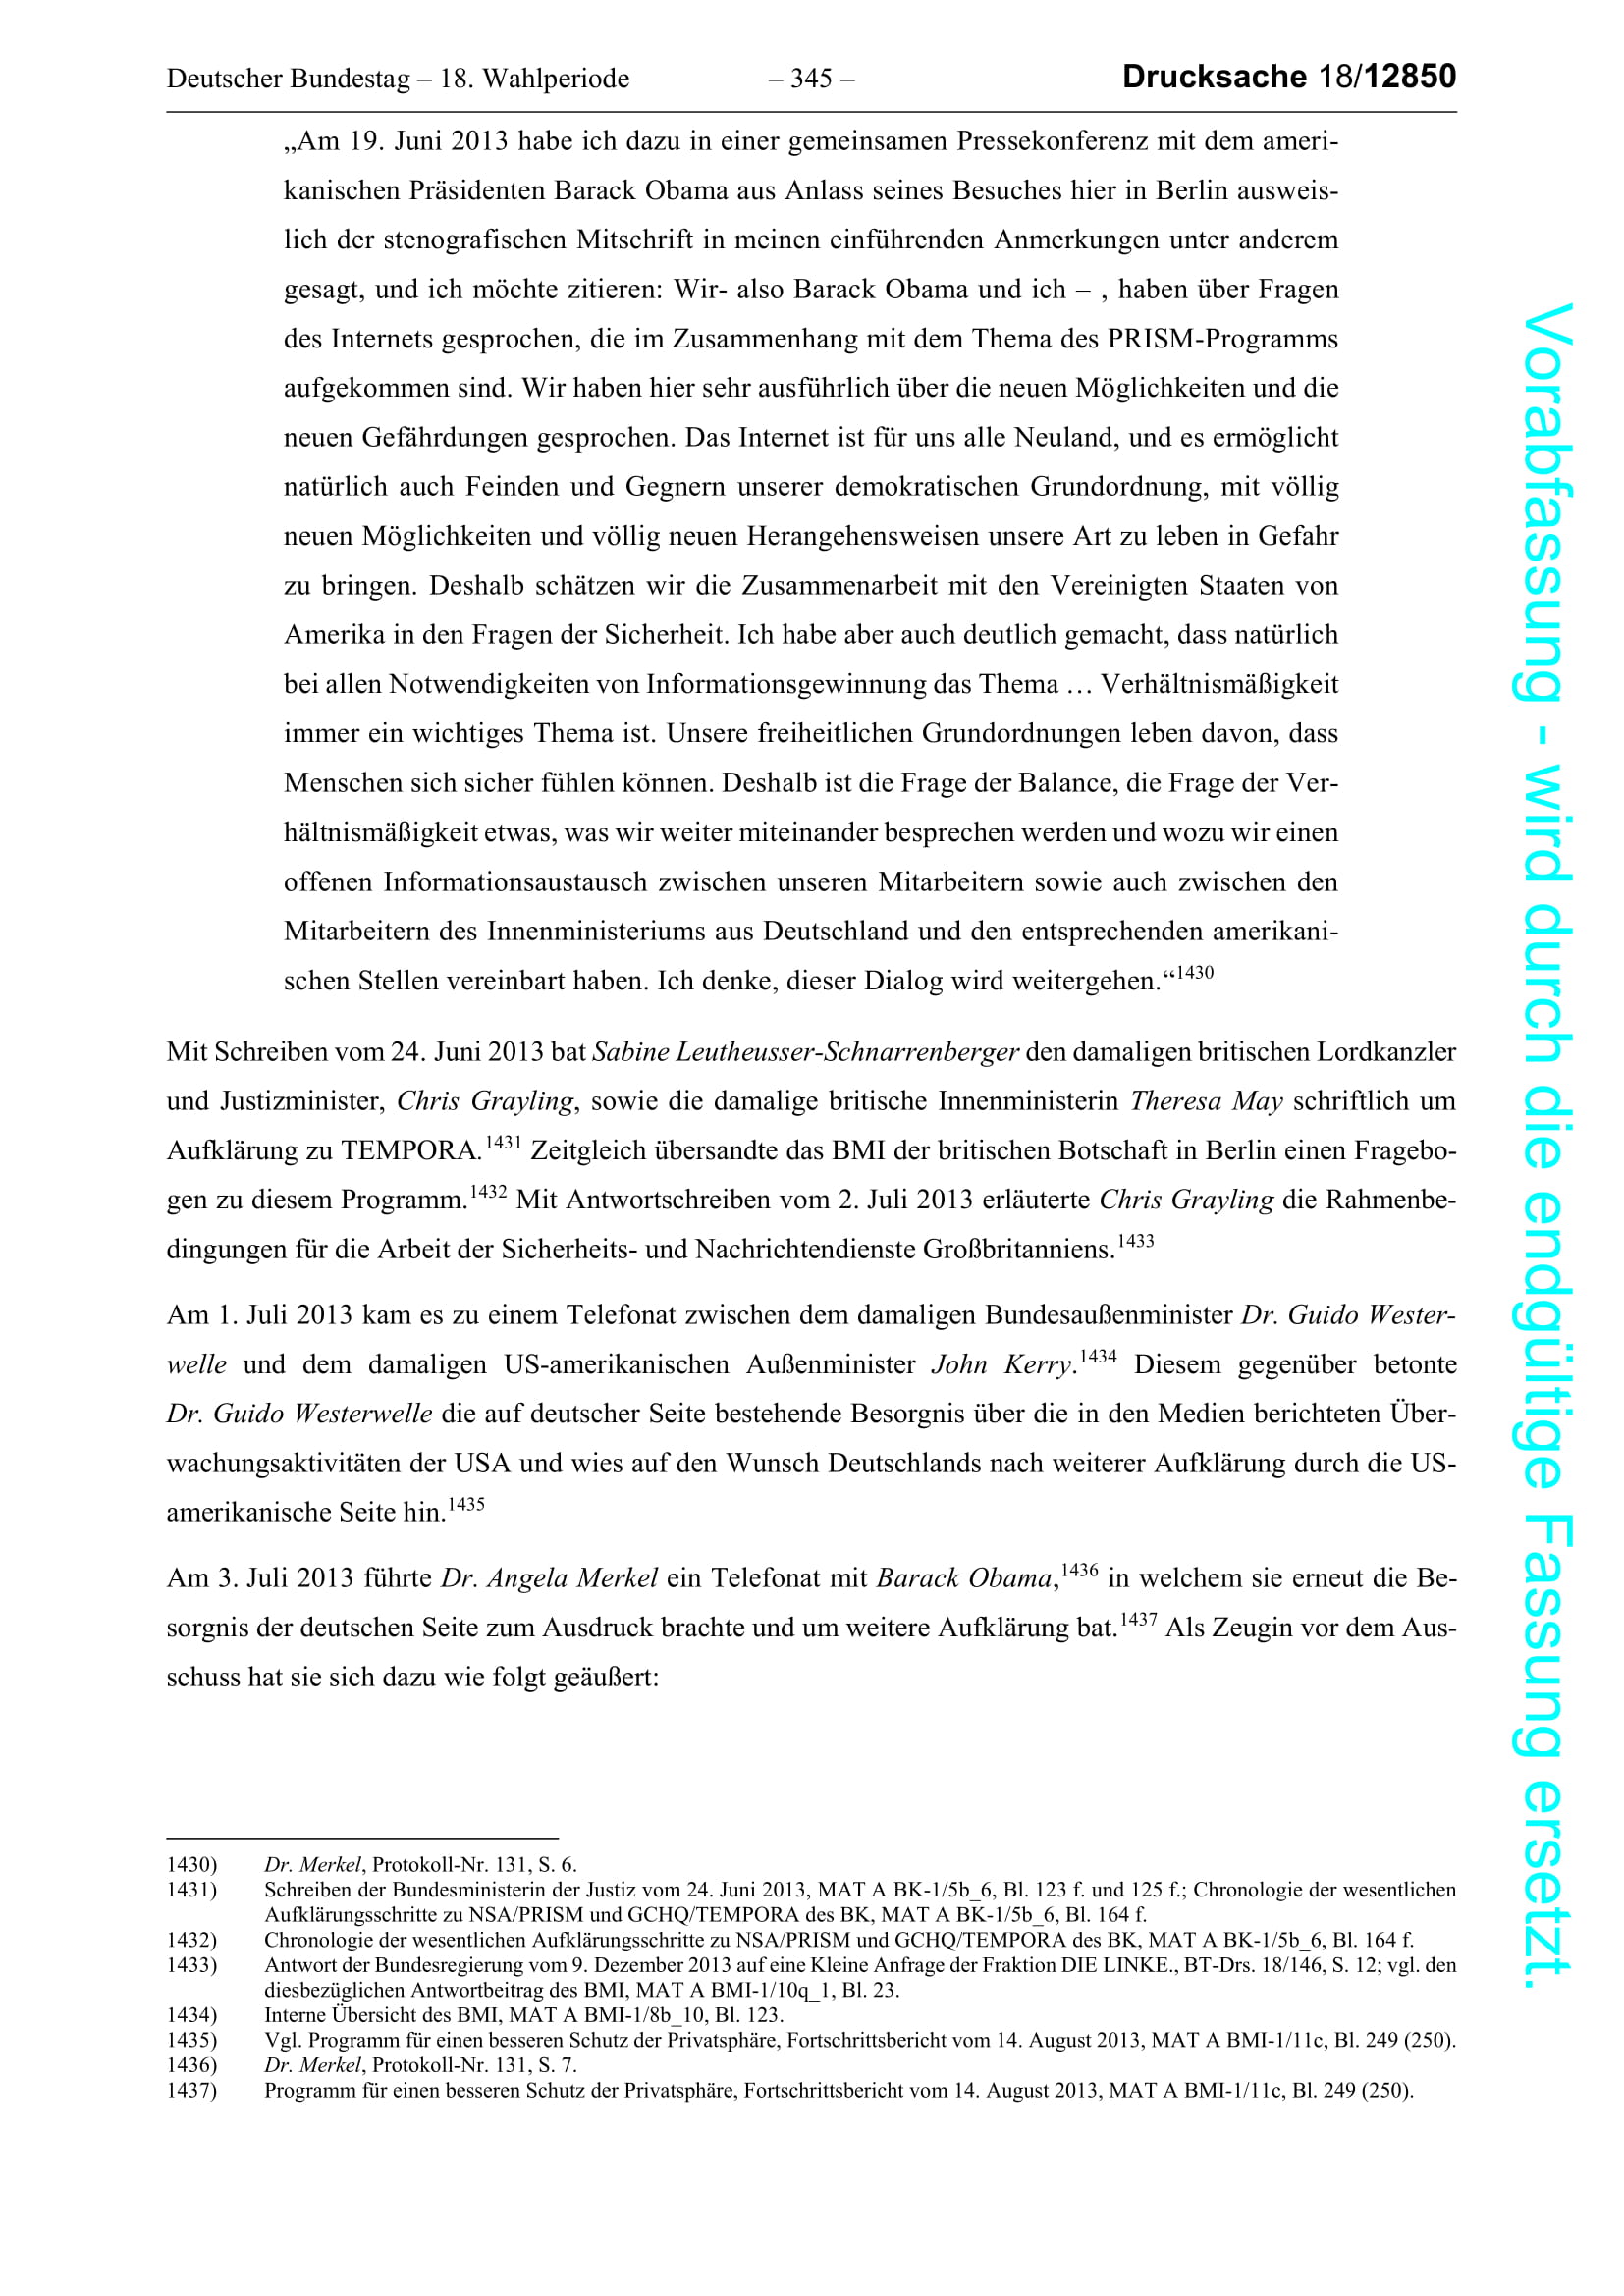 Deutscher Bundestag – 18. Wahlperiode – 345 – Drucksache 18/12850
„Am 19. Juni 2013 habe ich dazu in einer gemeinsamen Pressekonferenz mit dem ameri-
kanischen Präsidenten Barack Obama aus Anlass seines Besuches hier in Berlin ausweis-
lich der stenografischen Mitschrift in meinen einführenden Anmerkungen unter anderem
gesagt, und ich möchte zitieren: Wir- also Barack Obama und ich – , haben über Fragen
des Internets gesprochen, die im Zusammenhang mit dem Thema des PRISM-Programms
aufgekommen sind. Wir haben hier sehr ausführlich über die neuen Möglichkeiten und die
neuen Gefährdungen gesprochen. Das Internet ist für uns alle Neuland, und es ermöglicht
natürlich auch Feinden und Gegnern unserer demokratischen Grundordnung, mit völlig
neuen Möglichkeiten und völlig neuen Herangehensweisen unsere Art zu leben in Gefahr
zu bringen. Deshalb schätzen wir die Zusammenarbeit mit den Vereinigten Staaten von
Amerika in den Fragen der Sicherheit. Ich habe aber auch deutlich gemacht, dass natürlich
bei allen Notwendigkeiten von Informationsgewinnung das Thema … Verhältnismäßigkeit
immer ein wichtiges Thema ist. Unsere freiheitlichen Grundordnungen leben davon, dass
Menschen sich sicher fühlen können. Deshalb ist die Frage der Balance, die Frage der Ver-
hältnismäßigkeit etwas, was wir weiter miteinander besprechen werden und wozu wir einen
offenen Informationsaustausch zwischen unseren Mitarbeitern sowie auch zwischen den
Mitarbeitern des Innenministeriums aus Deutschland und den entsprechenden amerikani-
schen Stellen vereinbart haben. Ich denke, dieser Dialog wird weitergehen.“1430
Mit Schreiben vom 24. Juni 2013 bat Sabine Leutheusser-Schnarrenberger den damaligen britischen Lordkanzler
und Justizminister, Chris Grayling, sowie die damalige britische Innenministerin Theresa May schriftlich um
Aufklärung zu TEMPORA.1431 Zeitgleich übersandte das BMI der britischen Botschaft in Berlin einen Fragebo-
gen zu diesem Programm.1432 Mit Antwortschreiben vom 2. Juli 2013 erläuterte Chris Grayling die Rahmenbe-
dingungen für die Arbeit der Sicherheits- und Nachrichtendienste Großbritanniens.1433
Am 1. Juli 2013 kam es zu einem Telefonat zwischen dem damaligen Bundesaußenminister Dr. Guido Wester-
welle und dem damaligen US-amerikanischen Außenminister John Kerry.1434 Diesem gegenüber betonte
Dr. Guido Westerwelle die auf deutscher Seite bestehende Besorgnis über die in den Medien berichteten Über-
wachungsaktivitäten der USA und wies auf den Wunsch Deutschlands nach weiterer Aufklärung durch die US-
amerikanische Seite hin.1435
Am 3. Juli 2013 führte Dr. Angela Merkel ein Telefonat mit Barack Obama,1436 in welchem sie erneut die Be-
sorgnis der deutschen Seite zum Ausdruck brachte und um weitere Aufklärung bat.1437 Als Zeugin vor dem Aus-
schuss hat sie sich dazu wie folgt geäußert:
1430) Dr. Merkel, Protokoll-Nr. 131, S. 6.
1431) Schreiben der Bundesministerin der Justiz vom 24. Juni 2013, MAT A BK-1/5b_6, Bl. 123 f. und 125 f.; Chronologie der wesentlichen
Aufklärungsschritte zu NSA/PRISM und GCHQ/TEMPORA des BK, MAT A BK-1/5b_6, Bl. 164 f.
1432) Chronologie der wesentlichen Aufklärungsschritte zu NSA/PRISM und GCHQ/TEMPORA des BK, MAT A BK-1/5b_6, Bl. 164 f.
1433) Antwort der Bundesregierung vom 9. Dezember 2013 auf eine Kleine Anfrage der Fraktion DIE LINKE., BT-Drs. 18/146, S. 12; vgl. den
diesbezüglichen Antwortbeitrag des BMI, MAT A BMI-1/10q_1, Bl. 23.
1434) Interne Übersicht des BMI, MAT A BMI-1/8b_10, Bl. 123.
1435) Vgl. Programm für einen besseren Schutz der Privatsphäre, Fortschrittsbericht vom 14. August 2013, MAT A BMI-1/11c, Bl. 249 (250).
1436) Dr. Merkel, Protokoll-Nr. 131, S. 7.
1437) Programm für einen besseren Schutz der Privatsphäre, Fortschrittsbericht vom 14. August 2013, MAT A BMI-1/11c, Bl. 249 (250).
Vorabfassung - wird durch die endgültige Fassung ersetzt.